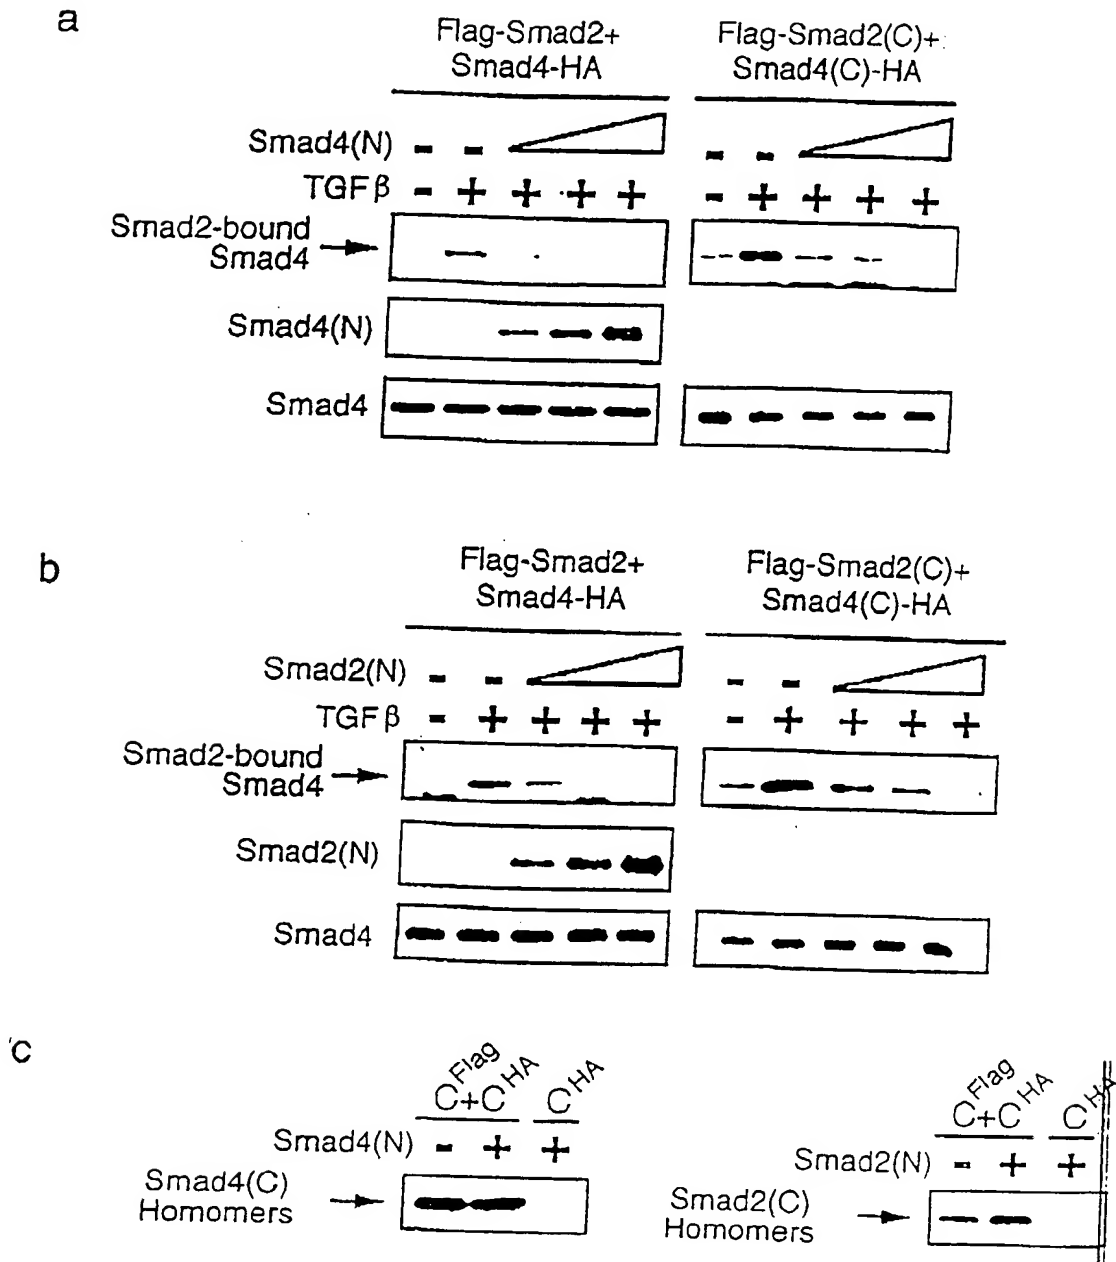 a
Flag-Smad2+
Smad4-HA
Flag-Smad2(C)+
Smad4(C)-HA
Smad4(N) - - - -
TGFβ - + + + + - + + + +
Smad2-bound
Smad4
Smad4(N)
Smad4
b
Flag-Smad2+
Smad4-HA
Flag-Smad2(C)+
Smad4(C)-HA
Smad2(N) - - - -
TGFβ - + + + + - + + + +
Smad2-bound
Smad4
Smad2(N)
Smad4
c
C^Flag+C^HA C^HA
Smad4(N) - + +
Smad4(C)
Homomers
C^Flag+C^HA C^HA
Smad2(N) - + +
Smad2(C)
Homomers